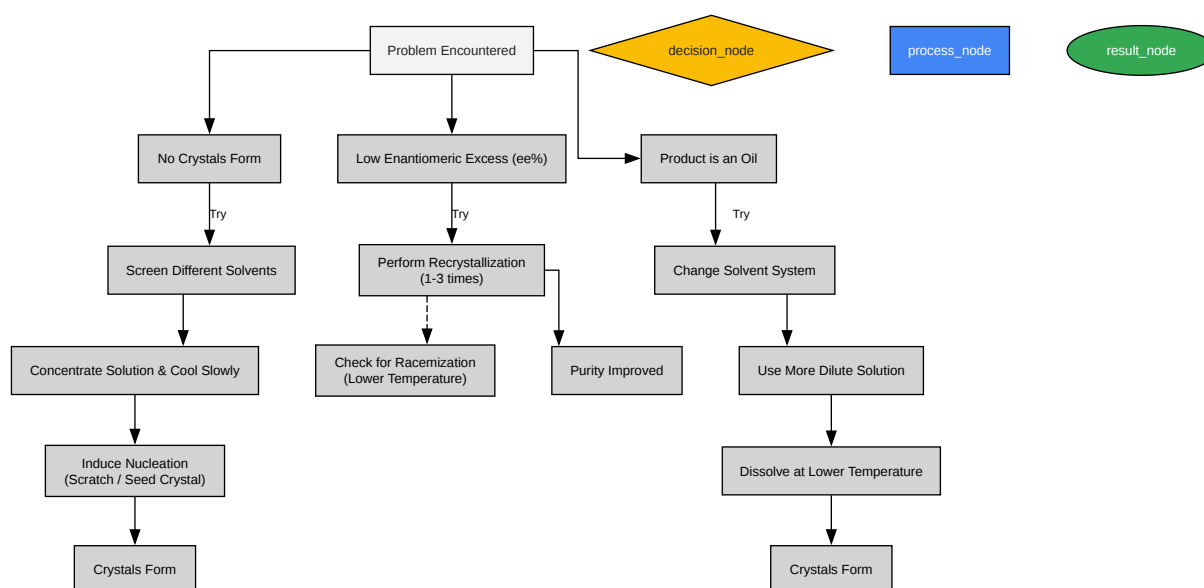 Problem Encountered
decision_node
process_node
result_node
No Crystals Form
Low Enantiomeric Excess (ee%)
Product is an Oil
Try
Try
Try
Screen Different Solvents
Perform Recrystallization
(1-3 times)
Change Solvent System
Concentrate Solution & Cool Slowly
Check for Racemization
(Lower Temperature)
Purity Improved
Use More Dilute Solution
Induce Nucleation
(Scratch / Seed Crystal)
Dissolve at Lower Temperature
Crystals Form
Crystals Form